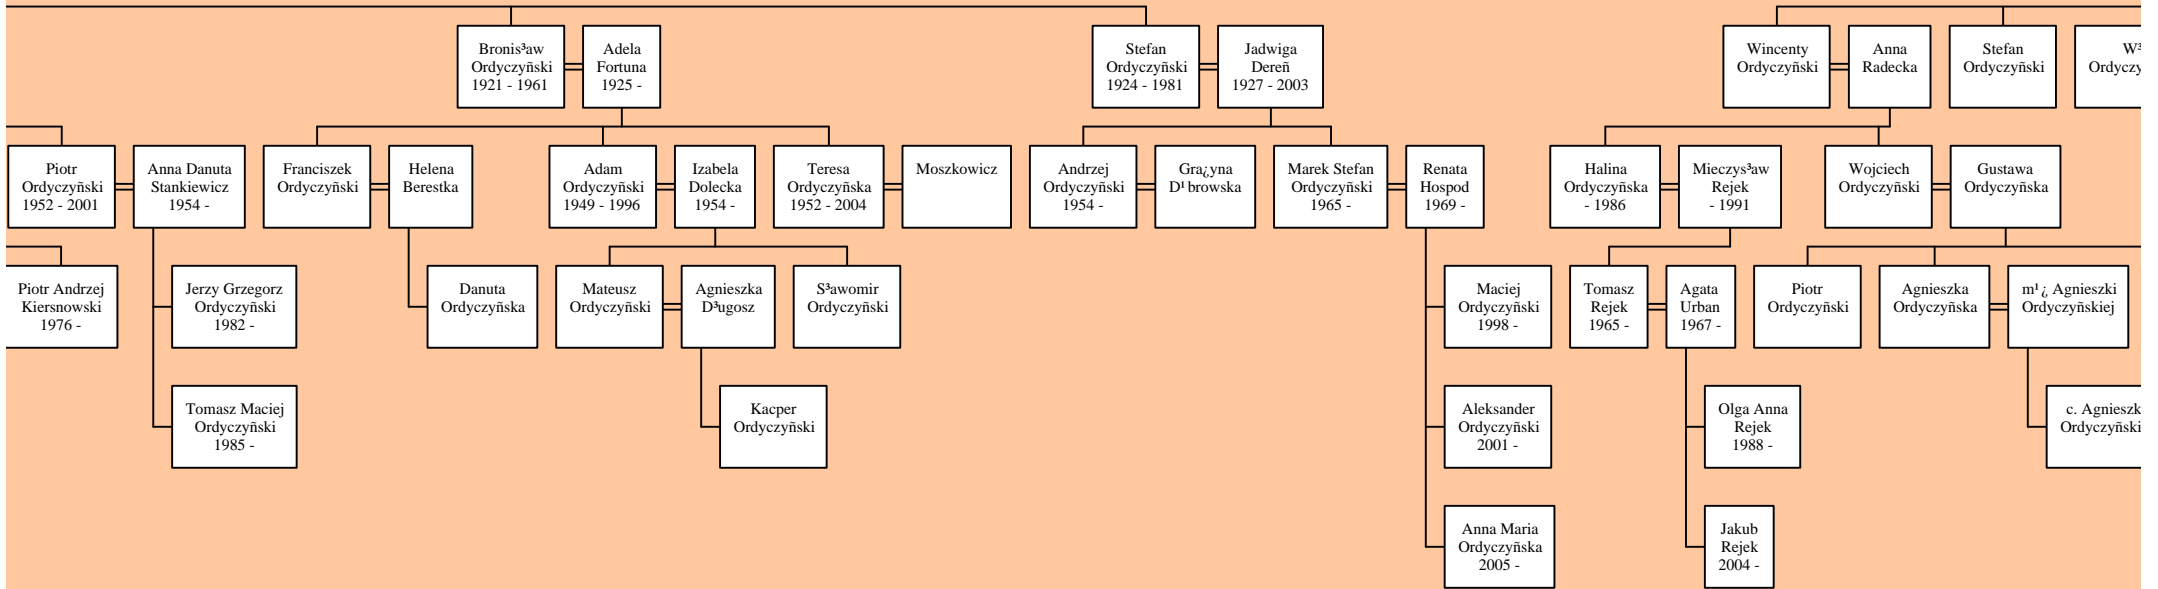 Bronis³aw
Ordyczyñski
1921 - 1961
Adela
Fortuna
1925 -
Stefan
Ordyczyñski
1924 - 1981
Jadwiga
Dereñ
1927 - 2003
Wincenty
Ordyczyñski
Anna
Radecka
Stefan
Ordyczyñski
W³
Ordyczy
Piotr
Ordyczyñski
1952 - 2001
Anna Danuta
Stankiewicz
1954 -
Franciszek
Ordyczyñski
Helena
Berestka
Adam
Ordyczyñski
1949 - 1996
Izabela
Dolecka
1954 -
Teresa
Ordyczyñska
1952 - 2004
Moszkowicz
Andrzej
Ordyczyñski
1954 -
Gra¿yna
D¹browska
Marek Stefan
Ordyczyñski
1965 -
Renata
Hospod
1969 -
Halina
Ordyczyñska
- 1986
Mieczys³aw
Rejek
- 1991
Wojciech
Ordyczyñski
Gustawa
Ordyczyñska
Piotr Andrzej
Kiersnowski
1976 -
Jerzy Grzegorz
Ordyczyñski
1982 -
Danuta
Ordyczyñska
Mateusz
Ordyczyñski
Agnieszka
D³ugosz
S³awomir
Ordyczyñski
Maciej
Ordyczyñski
1998 -
Tomasz
Rejek
1965 -
Agata
Urban
1967 -
Piotr
Ordyczyñski
Agnieszka
Ordyczyñska
m¹¿ Agnieszki
Ordyczyñskiej
Tomasz Maciej
Ordyczyñski
1985 -
Kacper
Ordyczyñski
Aleksander
Ordyczyñski
2001 -
Olga Anna
Rejek
1988 -
c. Agnieszk
Ordyczyñski
Anna Maria
Ordyczyñska
2005 -
Jakub
Rejek
2004 -